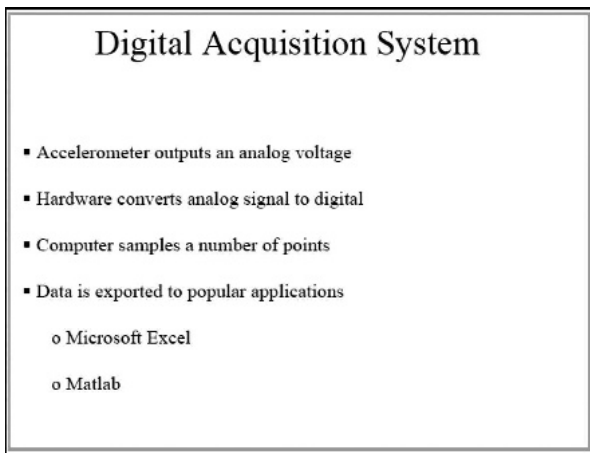 Digital Acquisition System
▪ Accelerometer outputs an analog voltage
▪ Hardware converts analog signal to digital
▪ Computer samples a number of points
▪ Data is exported to popular applications
o Microsoft Excel
o Matlab